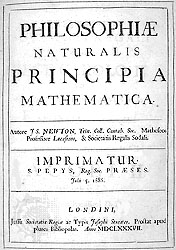 PHILOSOPHIÆ
NATURALIS
PRINCIPIA
MATHEMATICA.
Autore J S. NEWTON, Trin. Coll. Cantab. Soc. Matheseos
Professore Lucasiano, & Societatis Regalis Sodali.
IMPRIMATUR.
S. PEPYS, Reg. Soc. PRÆSES.
Julii 5. 1686.
LONDINI,
Jussu Societatis Regiæ ac Typis Josephi Streater. Prostat apud
plures Bibliopolas. Anno MDCLXXXVII.